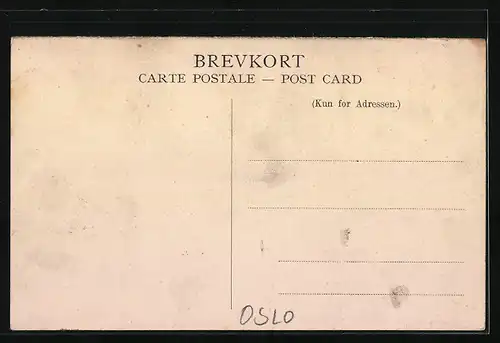 BREVKORT
CARTE POSTALE — POST CARD
(Kun for Adressen.)
OSLO